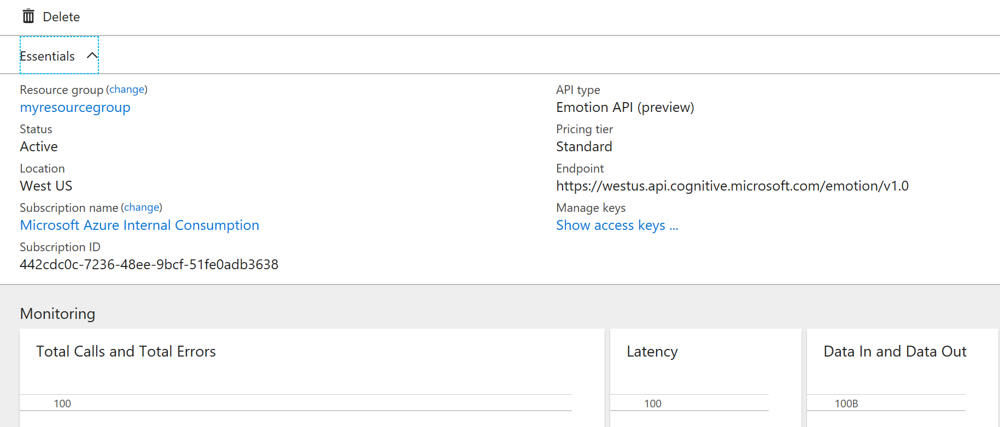 Delete
Essentials
Resource group (change)
myresourcegroup
Status
Active
Location
West US
Subscription name (change)
Microsoft Azure Internal Consumption
Subscription ID
442cdc0c-7236-48ee-9bcf-51fe0adb3638
API type
Emotion API (preview)
Pricing tier
Standard
Endpoint
https://westus.api.cognitive.microsoft.com/emotion/v1.0
Manage keys
Show access keys ...
Monitoring
Total Calls and Total Errors
100
Latency
100
Data In and Data Out
100B